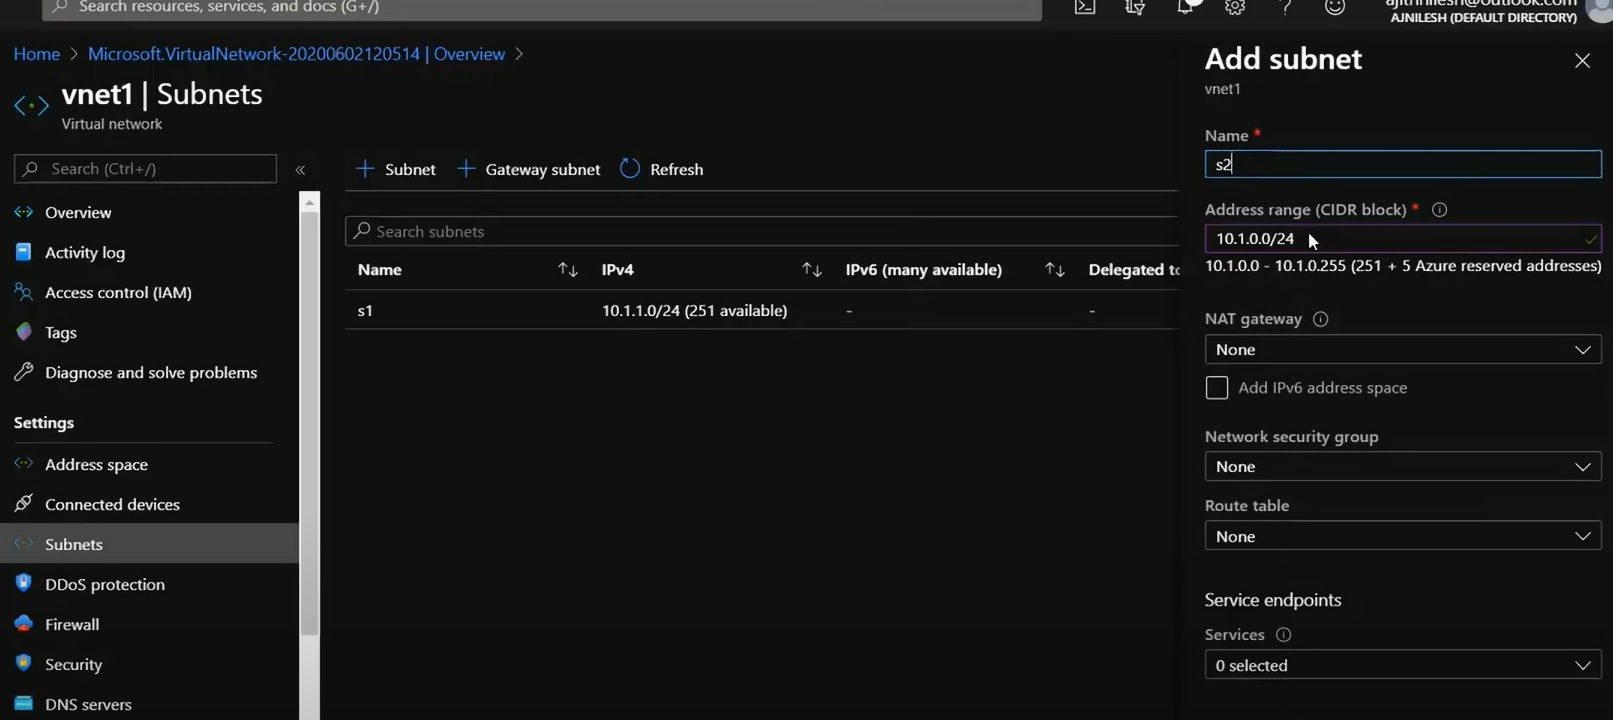 Search resources, services, and docs (G+/)
AJNILESH (DEFAULT DIRECTORY)
Home > Microsoft.VirtualNetwork-20200602120514 | Overview >
vnet1 | Subnets
Virtual network
Search (Ctrl+/)
«
Overview
Activity log
Access control (IAM)
Tags
Diagnose and solve problems
Settings
Address space
Connected devices
Subnets
DDoS protection
Firewall
Security
DNS servers
+ Subnet + Gateway subnet Refresh
Search subnets
Name IPv4 IPv6 (many available) Delegated to
s1 10.1.1.0/24 (251 available) - -
Add subnet
vnet1
Name *
s2
Address range (CIDR block) *
10.1.0.0/24
10.1.0.0 - 10.1.0.255 (251 + 5 Azure reserved addresses)
NAT gateway
None
Add IPv6 address space
Network security group
None
Route table
None
Service endpoints
Services
0 selected